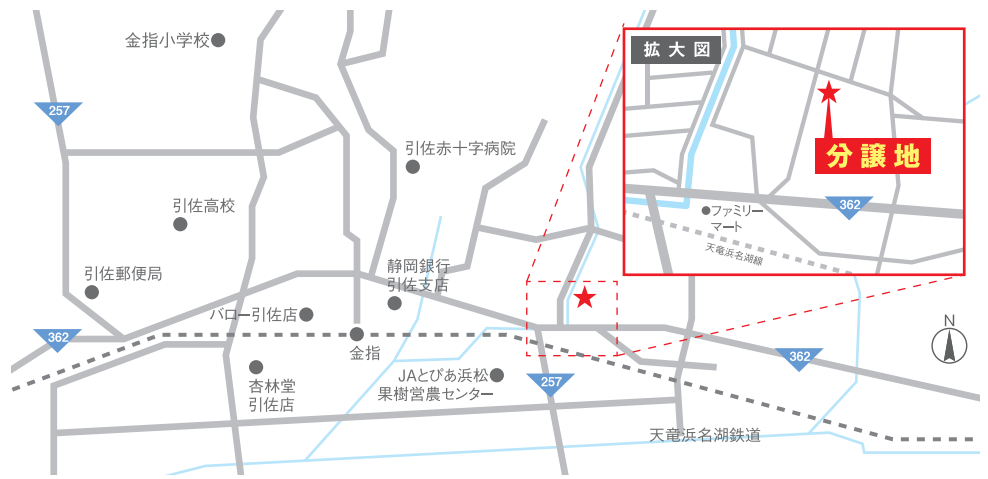 金指小学校
257
引佐赤十字病院
引佐高校
引佐郵便局
静岡銀行
引佐支店
バロー引佐店
362
金指
杏林堂
引佐店
JAとぴあ浜松
果樹営農センター
257
362
天竜浜名湖鉄道
N
拡大図
分譲地
362
ファミリー
マート
天竜浜名湖線